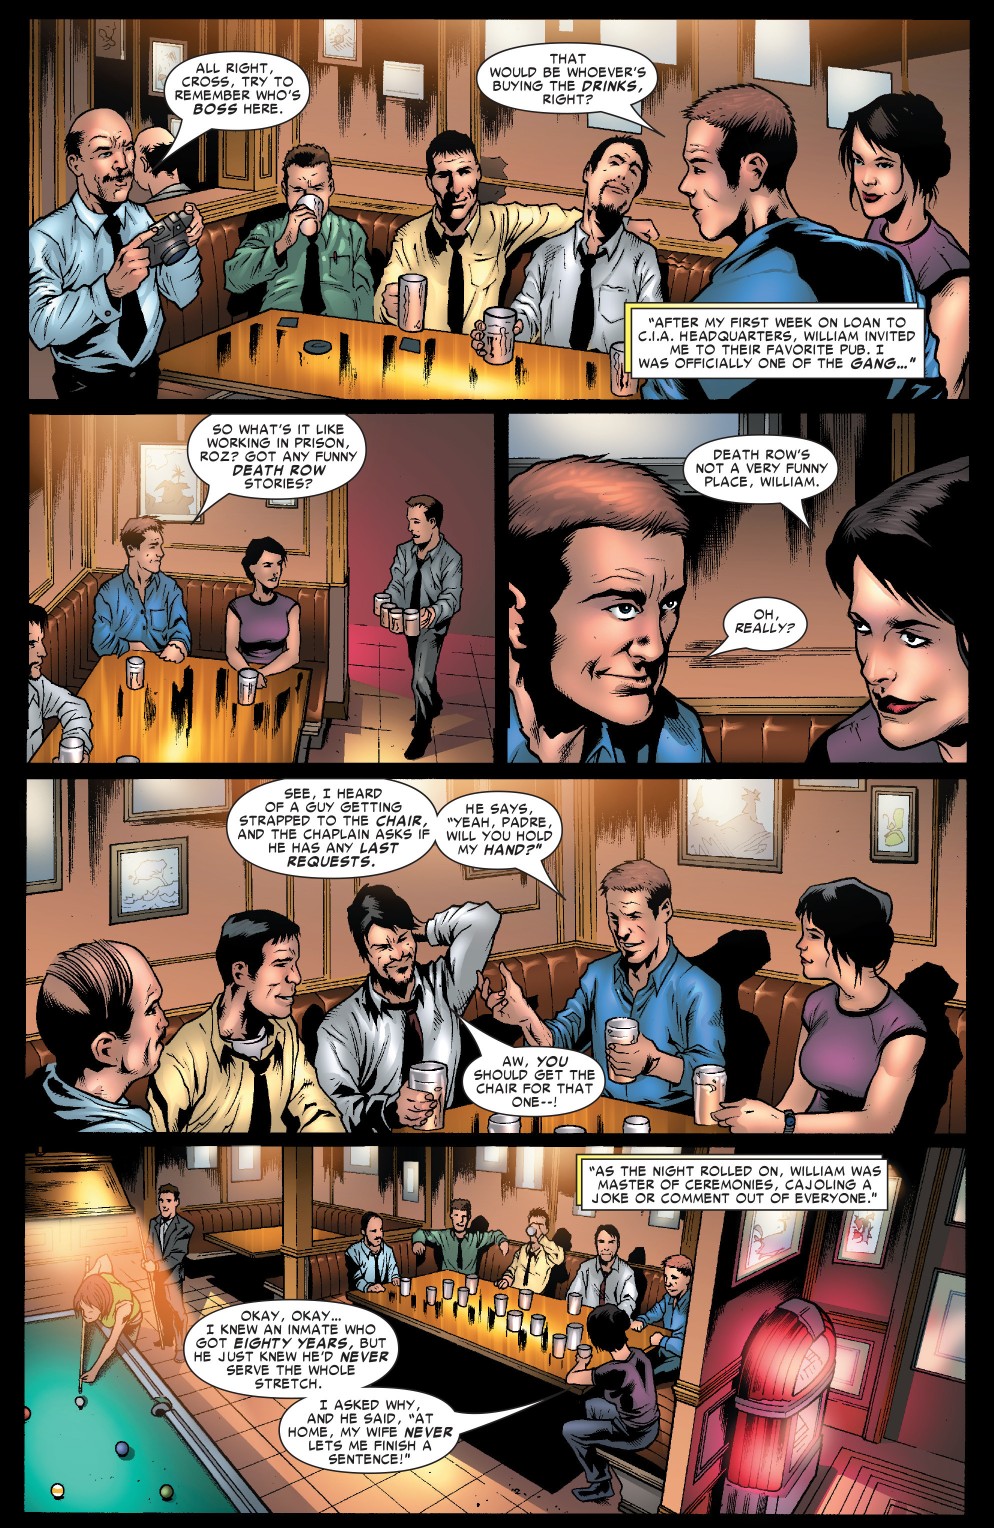 ALL RIGHT,
CROSS, TRY TO
REMEMBER WHO'S
BOSS HERE.
THAT
WOULD BE WHOEVER'S
BUYING THE DRINKS,
RIGHT?
"AFTER MY FIRST WEEK ON LOAN TO
C.I.A. HEADQUARTERS, WILLIAM INVITED
ME TO THEIR FAVORITE PUB. I
WAS OFFICIALLY ONE OF THE GANG..."
SO WHAT'S IT LIKE
WORKING IN PRISON,
ROZ? GOT ANY FUNNY
DEATH ROW
STORIES?
DEATH ROW'S
NOT A VERY FUNNY
PLACE, WILLIAM.
OH,
REALLY?
SEE, I HEARD
OF A GUY GETTING
STRAPPED TO THE CHAIR,
AND THE CHAPLAIN ASKS IF
HE HAS ANY LAST
REQUESTS.
HE SAYS,
"YEAH, PADRE,
WILL YOU HOLD
MY HAND?"
AW, YOU
SHOULD GET THE
CHAIR FOR THAT
ONE--!
"AS THE NIGHT ROLLED ON, WILLIAM WAS
MASTER OF CEREMONIES, CAJOLING A
JOKE OR COMMENT OUT OF EVERYONE."
OKAY, OKAY...
I KNEW AN INMATE WHO
GOT EIGHTY YEARS, BUT
HE JUST KNEW HE'D NEVER
SERVE THE WHOLE
STRETCH.
I ASKED WHY,
AND HE SAID, "AT
HOME, MY WIFE NEVER
LETS ME FINISH A
SENTENCE!"